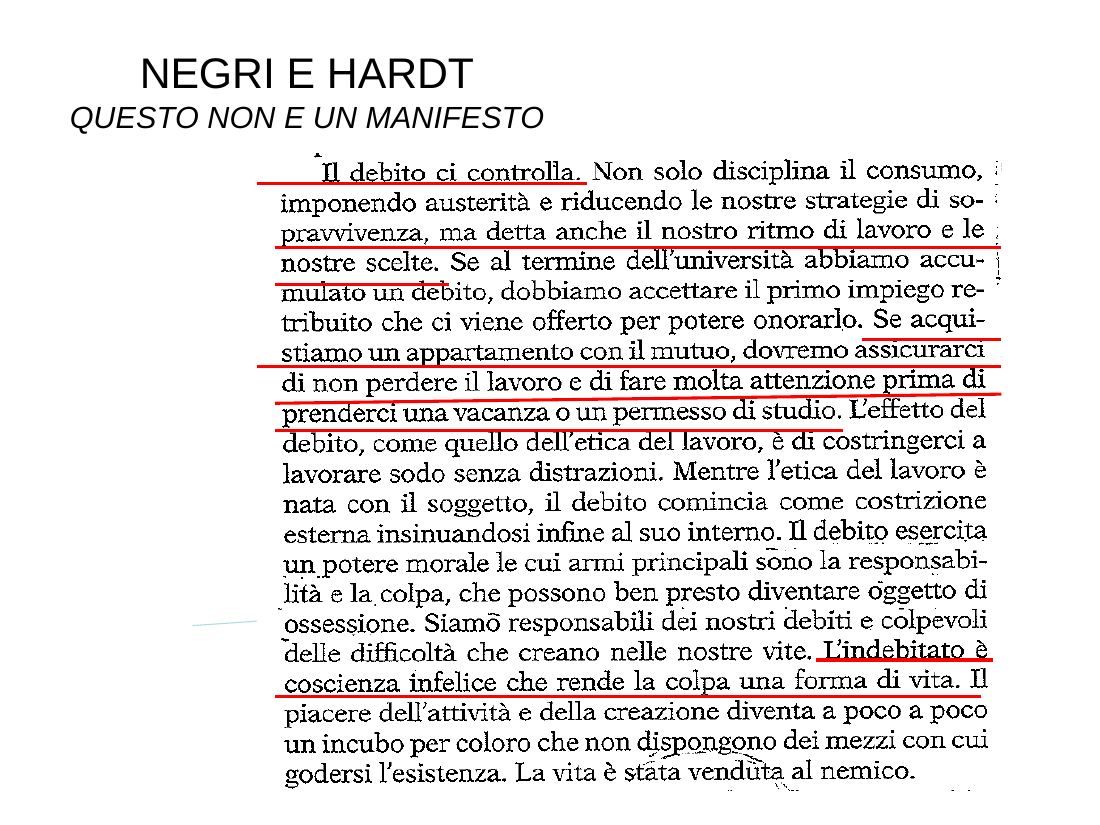 NEGRI E HARDT
QUESTO NON E UN MANIFESTO
Il debito ci controlla. Non solo disciplina il consumo,
imponendo austerità e riducendo le nostre strategie di so-
pravvivenza, ma detta anche il nostro ritmo di lavoro e le
nostre scelte. Se al termine dell'università abbiamo accu-
mulato un debito, dobbiamo accettare il primo impiego re-
tribuito che ci viene offerto per potere onorarlo. Se acqui-
stiamo un appartamento con il mutuo, dovremo assicurarci
di non perdere il lavoro e di fare molta attenzione prima di
prenderci una vacanza o un permesso di studio. L'effetto del
debito, come quello dell'etica del lavoro, è di costringerci a
lavorare sodo senza distrazioni. Mentre l'etica del lavoro è
nata con il soggetto, il debito comincia come costrizione
esterna insinuandosi infine al suo interno. Il debito esercita
un potere morale le cui armi principali sono la responsabi-
lità e la colpa, che possono ben presto diventare oggetto di
ossessione. Siamo responsabili dei nostri debiti e colpevoli
delle difficoltà che creano nelle nostre vite. L'indebitato è
coscienza infelice che rende la colpa una forma di vita. Il
piacere dell'attività e della creazione diventa a poco a poco
un incubo per coloro che non dispongono dei mezzi con cui
godersi l'esistenza. La vita è stata venduta al nemico.